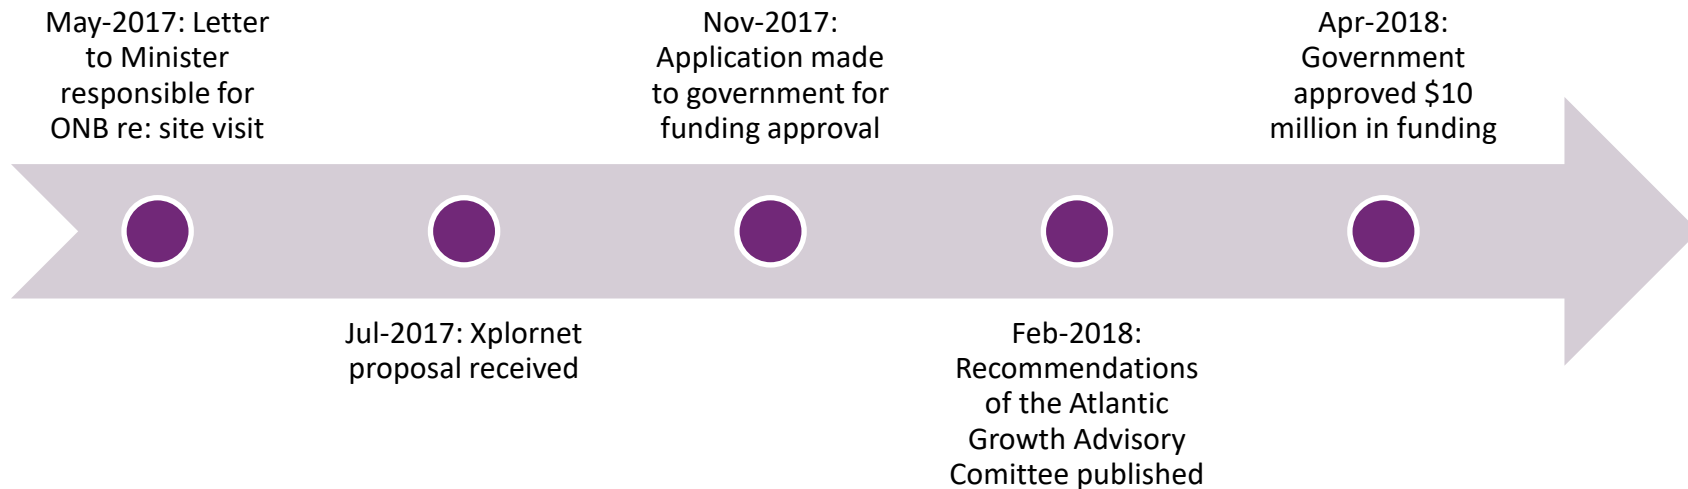 May-2017: Letter
to Minister
responsible for
ONB re: site visit
Jul-2017: Xplornet
proposal received
Nov-2017:
Application made
to government for
funding approval
Feb-2018:
Recommendations
of the Atlantic
Growth Advisory
Comittee published
Apr-2018:
Government
approved $10
million in funding